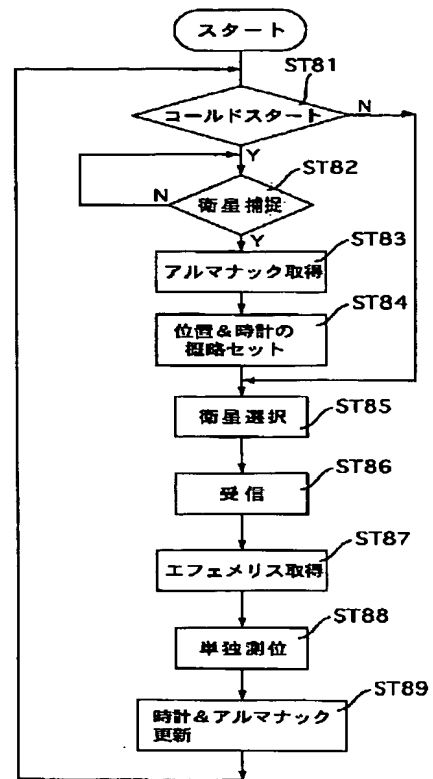 スタート
ST81
コールドスタート
N
Y
ST82
衛星捕捉
N
Y
ST83
アルマナック取得
ST84
位置&時計の
概略セット
ST85
衛星選択
ST86
受信
ST87
エフェメリス取得
ST88
単独測位
ST89
時計&アルマナック
更新